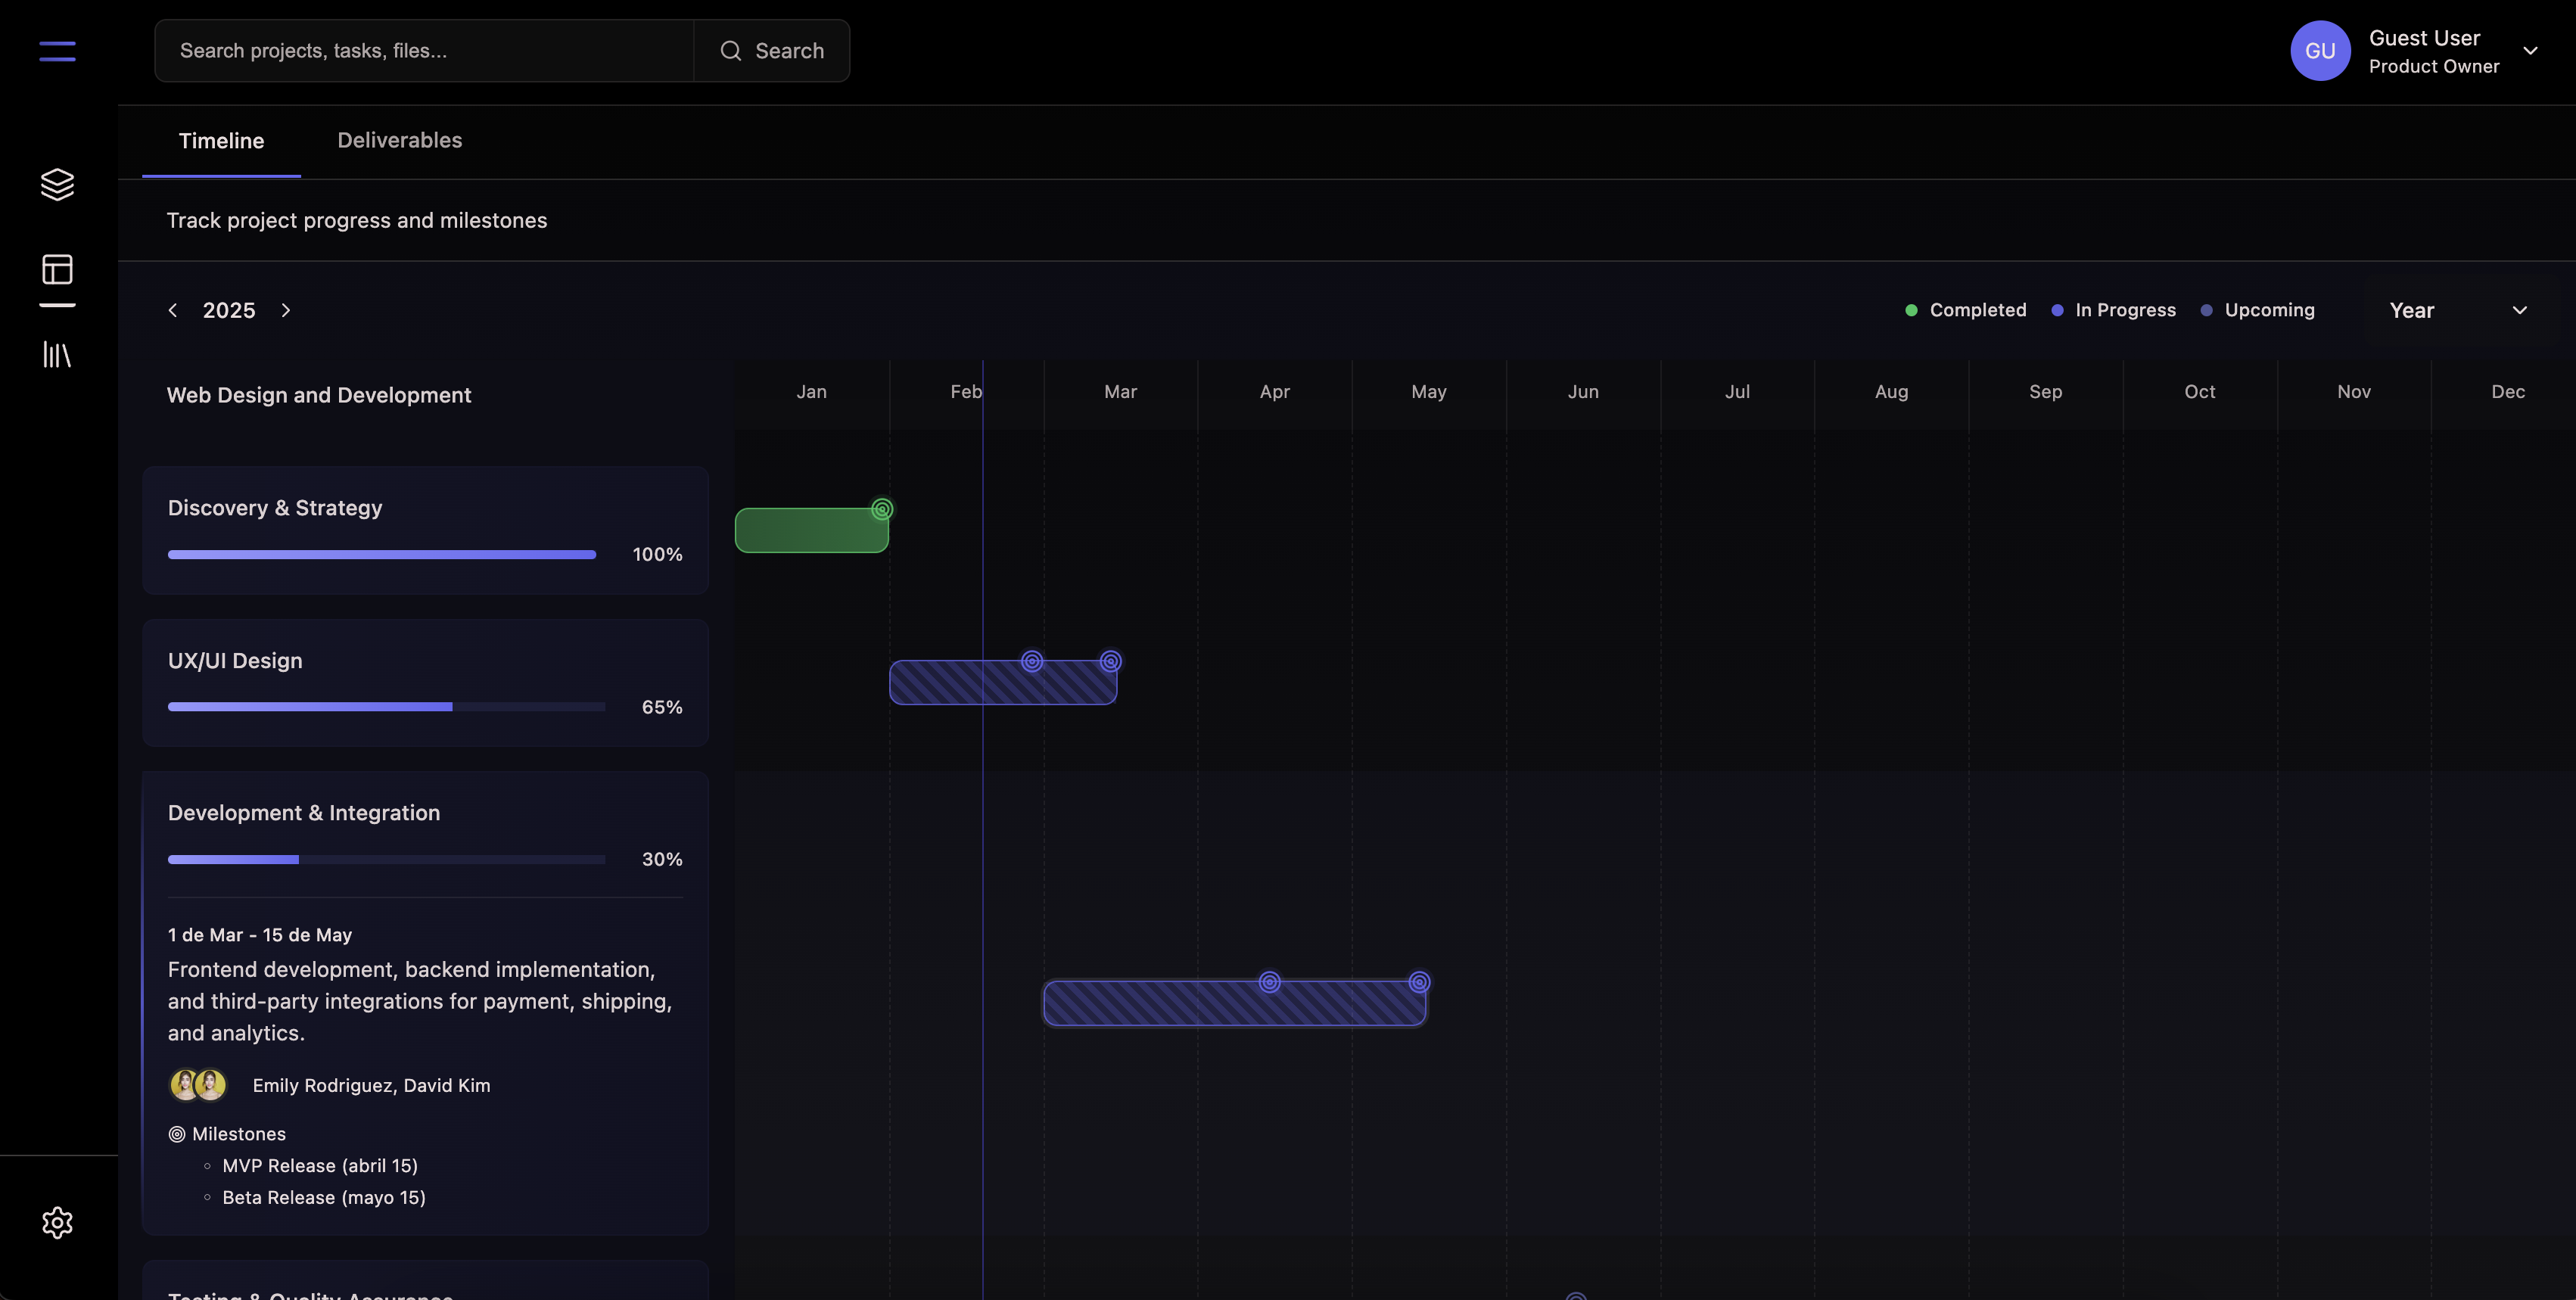 Search projects, tasks, files...
Search
GU
Guest User
Product Owner
Timeline
Deliverables
Track project progress and milestones
2025
Completed
In Progress
Upcoming
Year
Web Design and Development
Jan Feb Mar Apr May Jun Jul Aug Sep Oct Nov Dec
Discovery & Strategy
100%
UX/UI Design
65%
Development & Integration
30%
1 de Mar - 15 de May
Frontend development, backend implementation,
and third-party integrations for payment, shipping,
and analytics.
Emily Rodriguez, David Kim
Milestones
MVP Release (abril 15)
Beta Release (mayo 15)
Testing & Quality Assurance